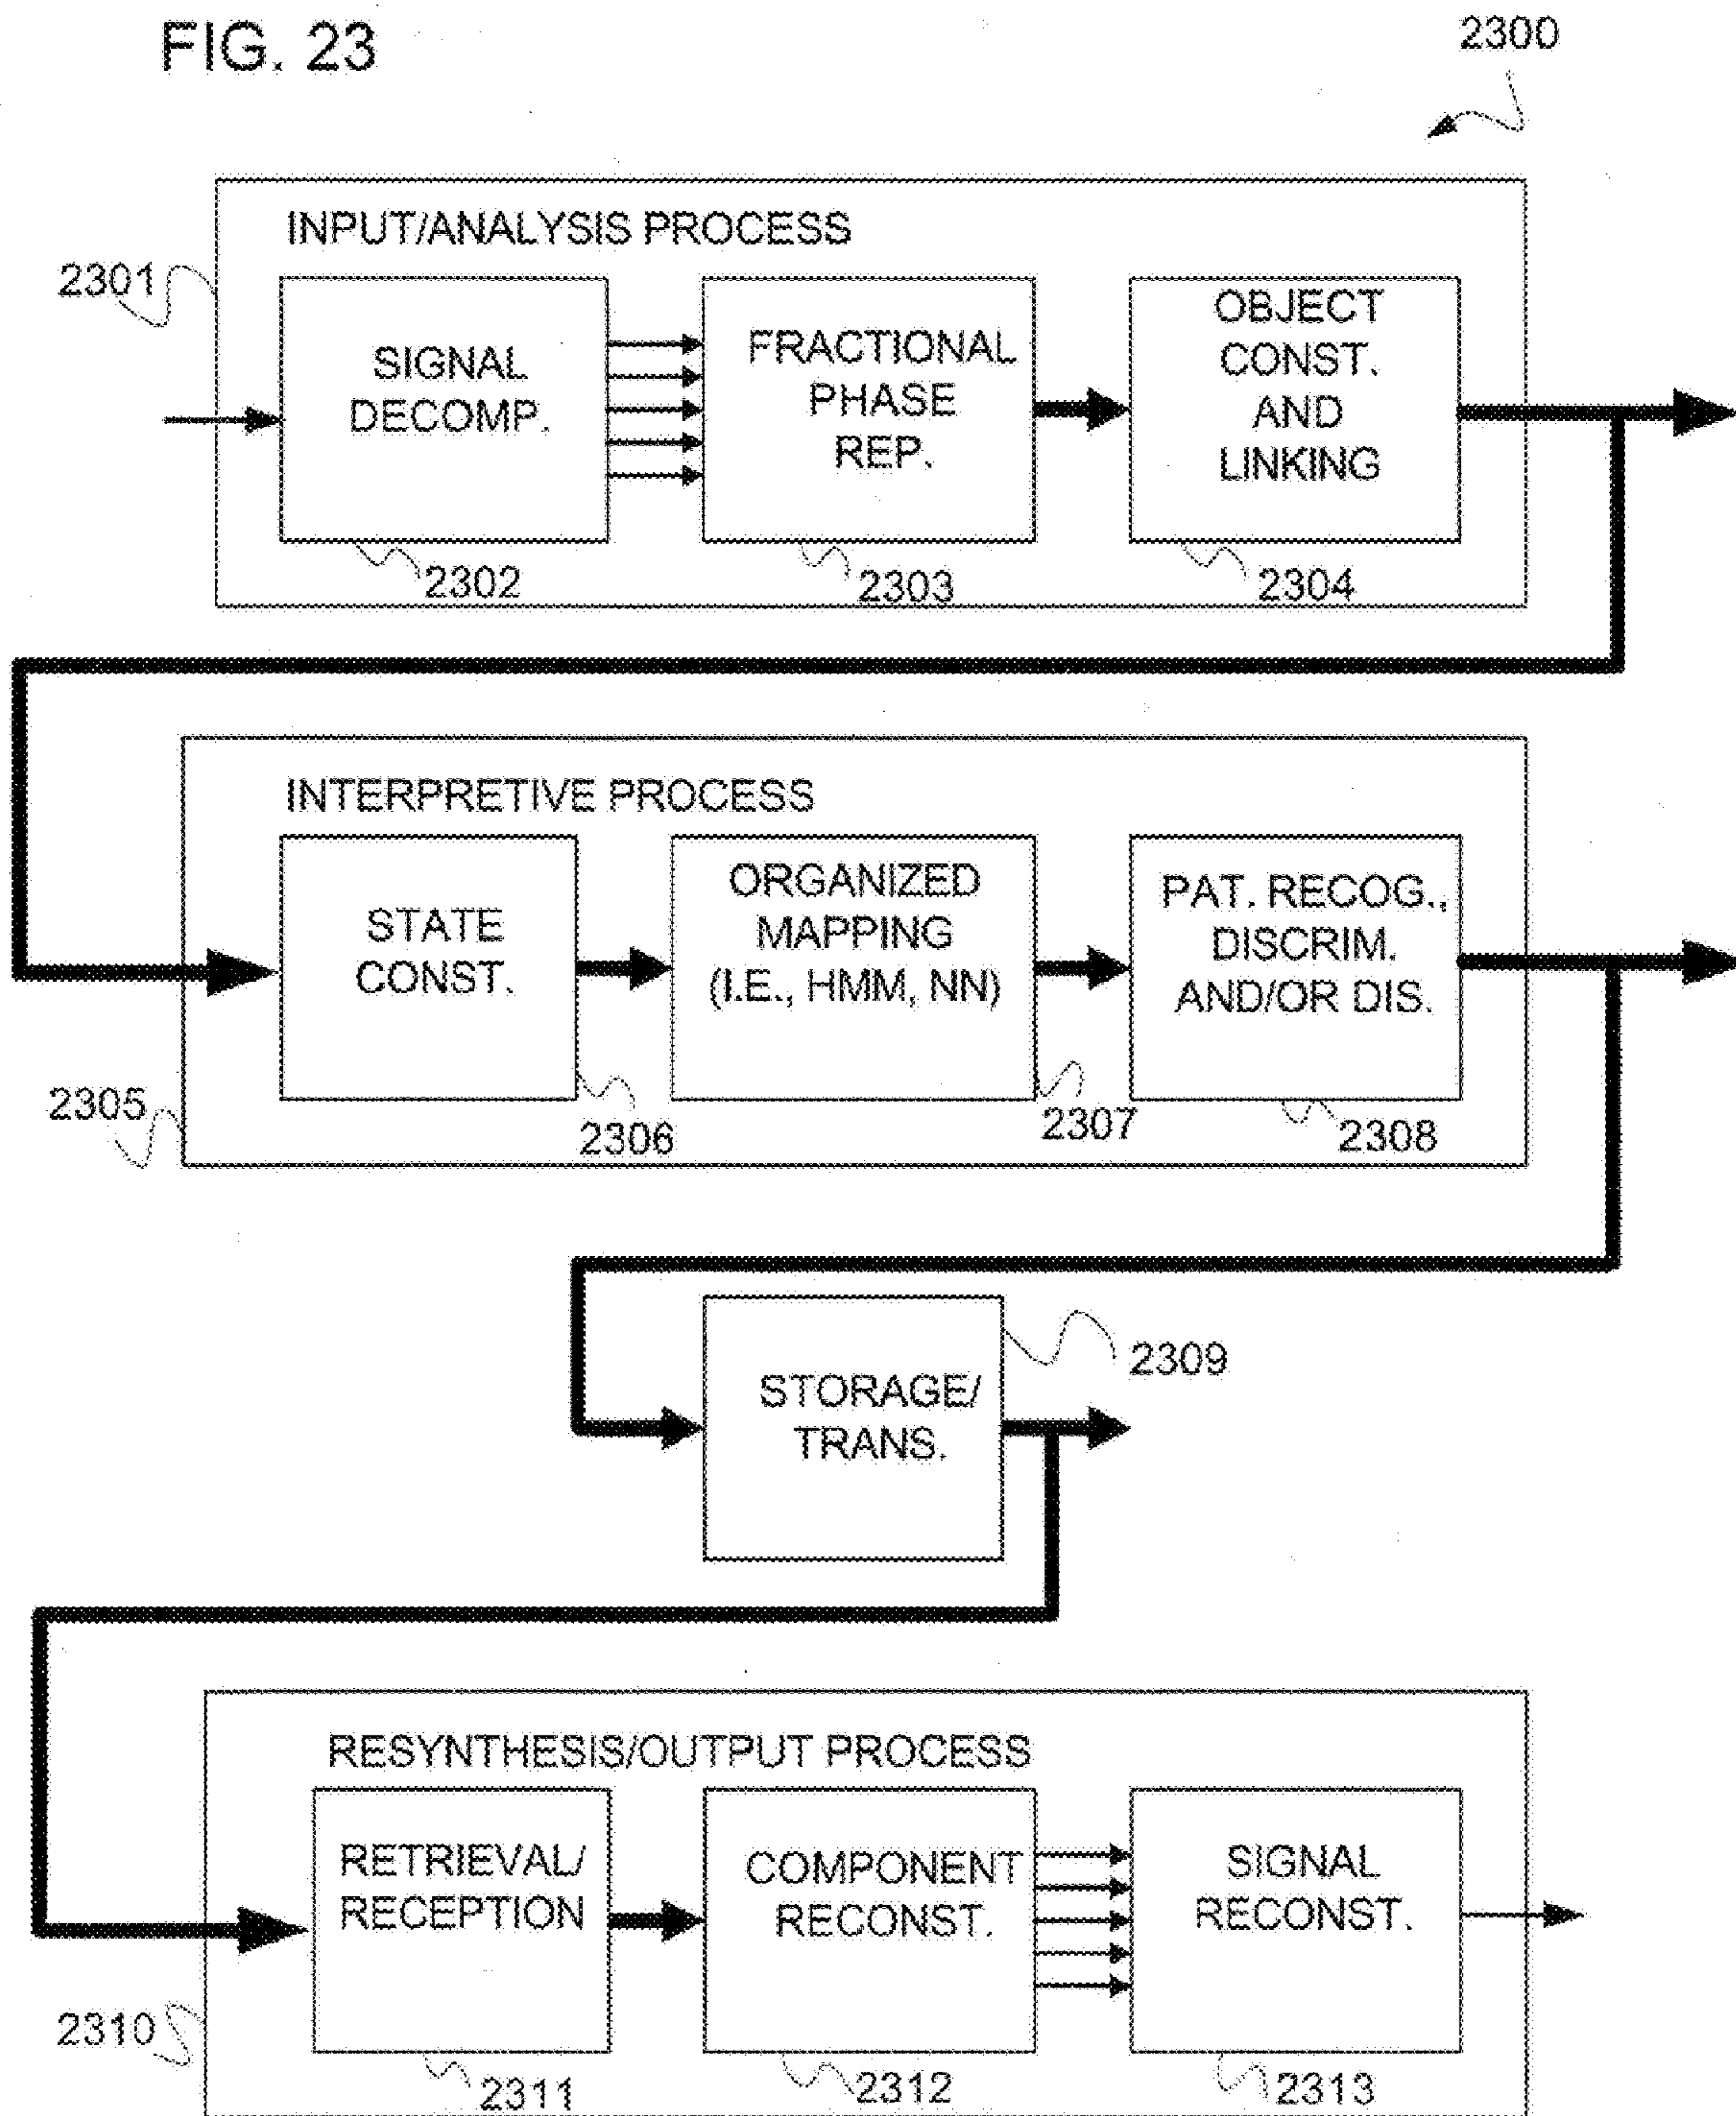 FIG. 23
2300
INPUT/ANALYSIS PROCESS
2301
SIGNAL
DECOMP.
2302
FRACTIONAL
PHASE
REP.
2303
OBJECT
CONST.
AND
LINKING
2304
INTERPRETIVE PROCESS
2305
STATE
CONST.
2306
ORGANIZED
MAPPING
(I.E., HMM, NN)
2307
PAT. RECOG.,
DISCRIM.
AND/OR DIS.
2308
STORAGE/
TRANS.
2309
RESYNTHESIS/OUTPUT PROCESS
2310
RETRIEVAL/
RECEPTION
2311
COMPONENT
RECONST.
2312
SIGNAL
RECONST.
2313